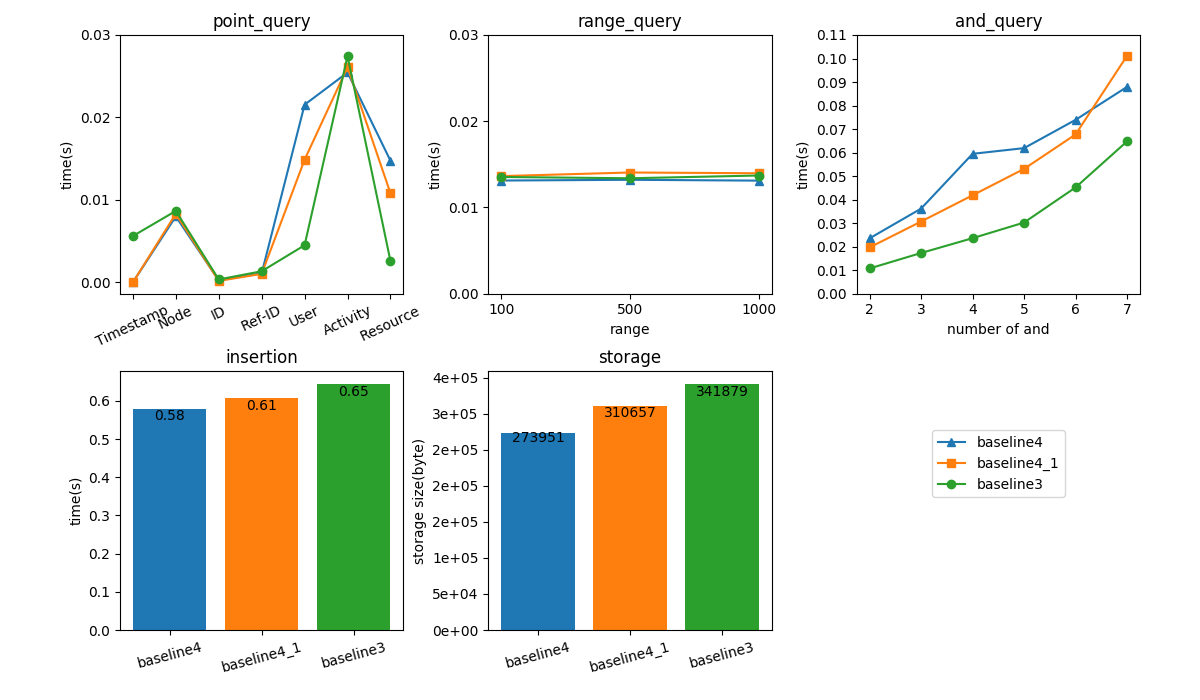 point_query
0.03
0.02
0.01
0.00
time(s)
Timestamp
Node
ID
Ref-ID
User
Activity
Resource
range_query
0.03
0.02
0.01
0.00
time(s)
100
500
1000
range
and_query
0.11
0.10
0.09
0.08
0.07
0.06
0.05
0.04
0.03
0.02
0.01
0.00
time(s)
2
3
4
5
6
7
number of and
insertion
0.6
0.5
0.4
0.3
0.2
0.1
0.0
time(s)
0.58
0.61
0.65
baseline4
baseline4_1
baseline3
storage
4e+05
3e+05
2e+05
2e+05
2e+05
1e+05
5e+04
0e+00
storage size(byte)
273951
310657
341879
baseline4
baseline4_1
baseline3
baseline4
baseline4_1
baseline3